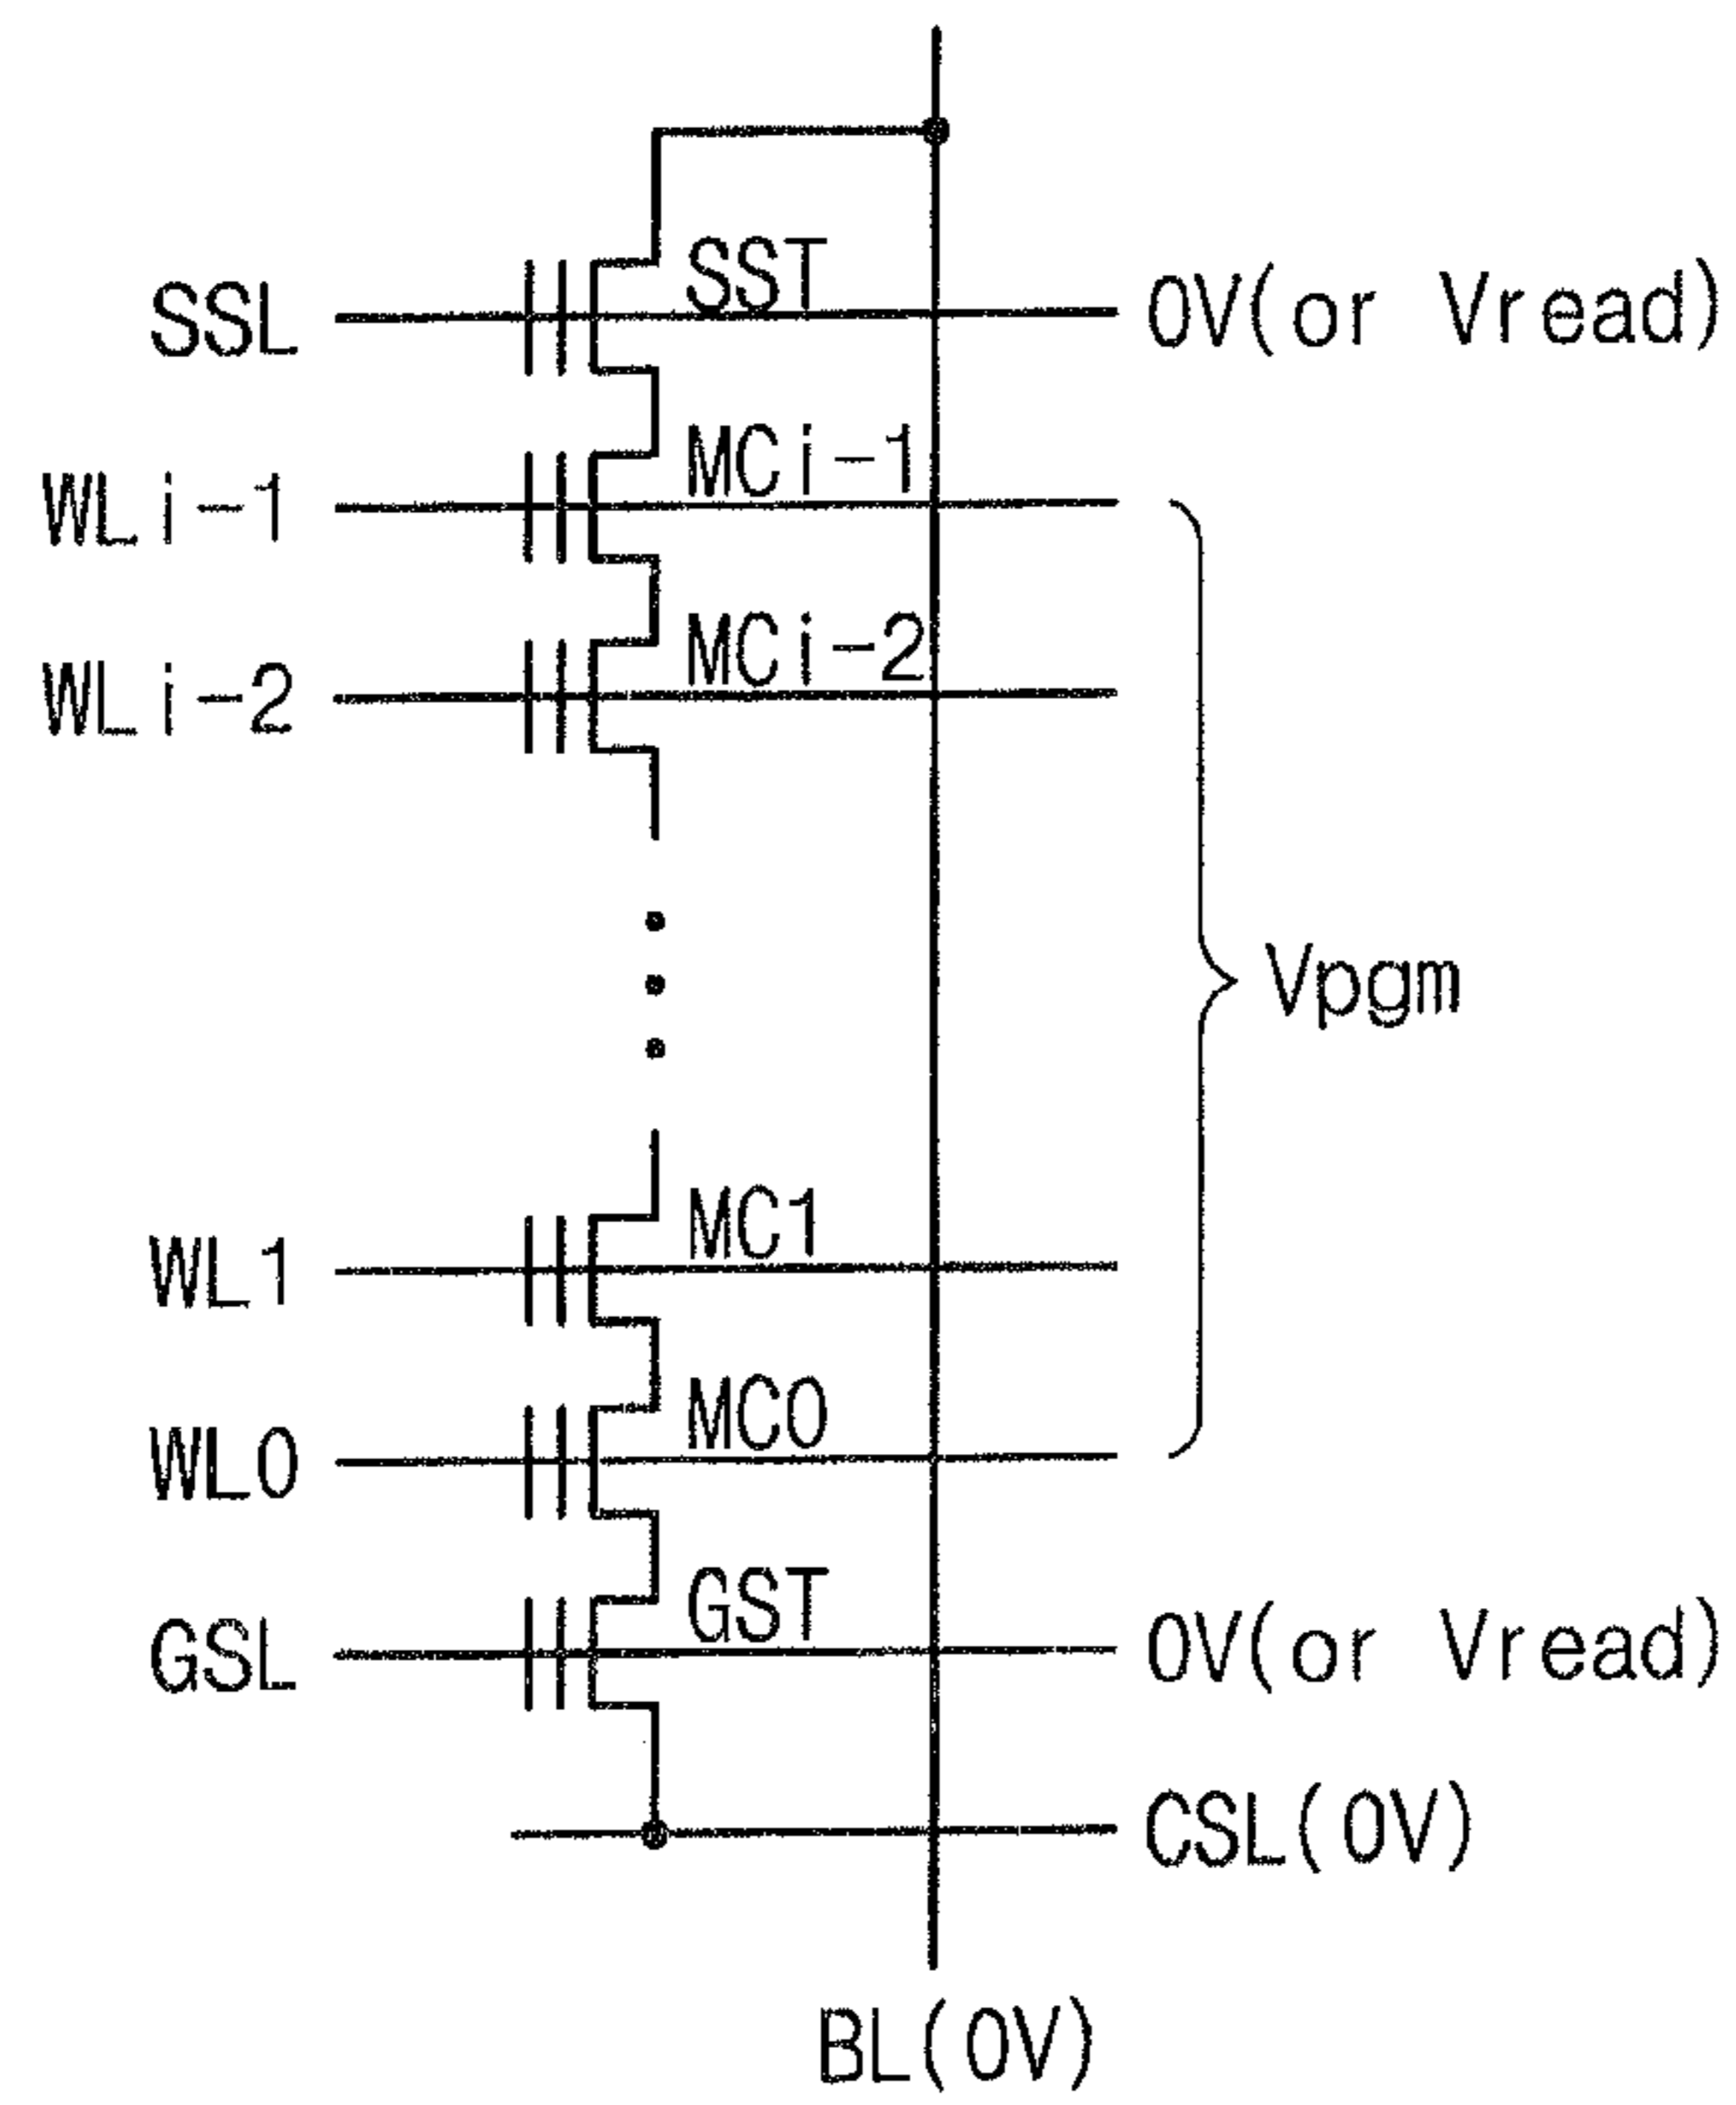 SST
SSL 0V(or Vread)
MCi-1
WLi-1
MCi-2
WLi-2
Vpgm
MC1
WL1
MC0
WL0
GST
GSL 0V(or Vread)
CSL(0V)
BL(0V)